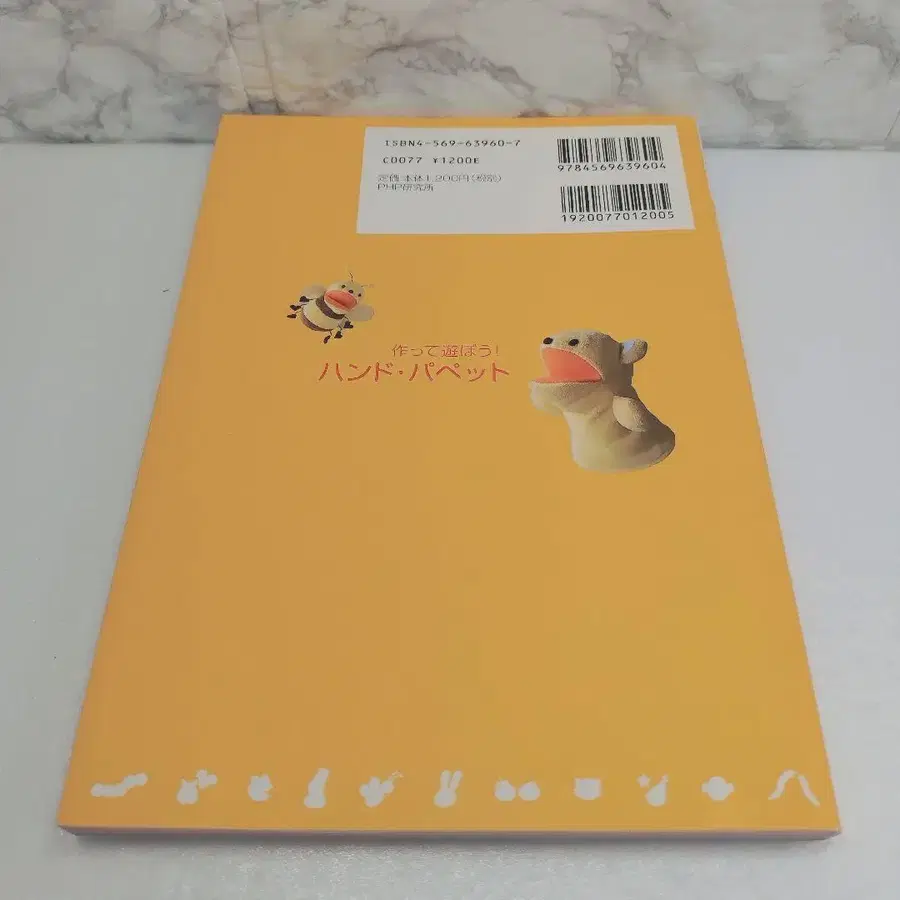 ISBN4-569-63960-7
C0077 ¥1200E
定価:本体1,200円(税別)
PHP研究所
9784569639604
1920077012005
作って遊ぼう!
ハンド・パペット